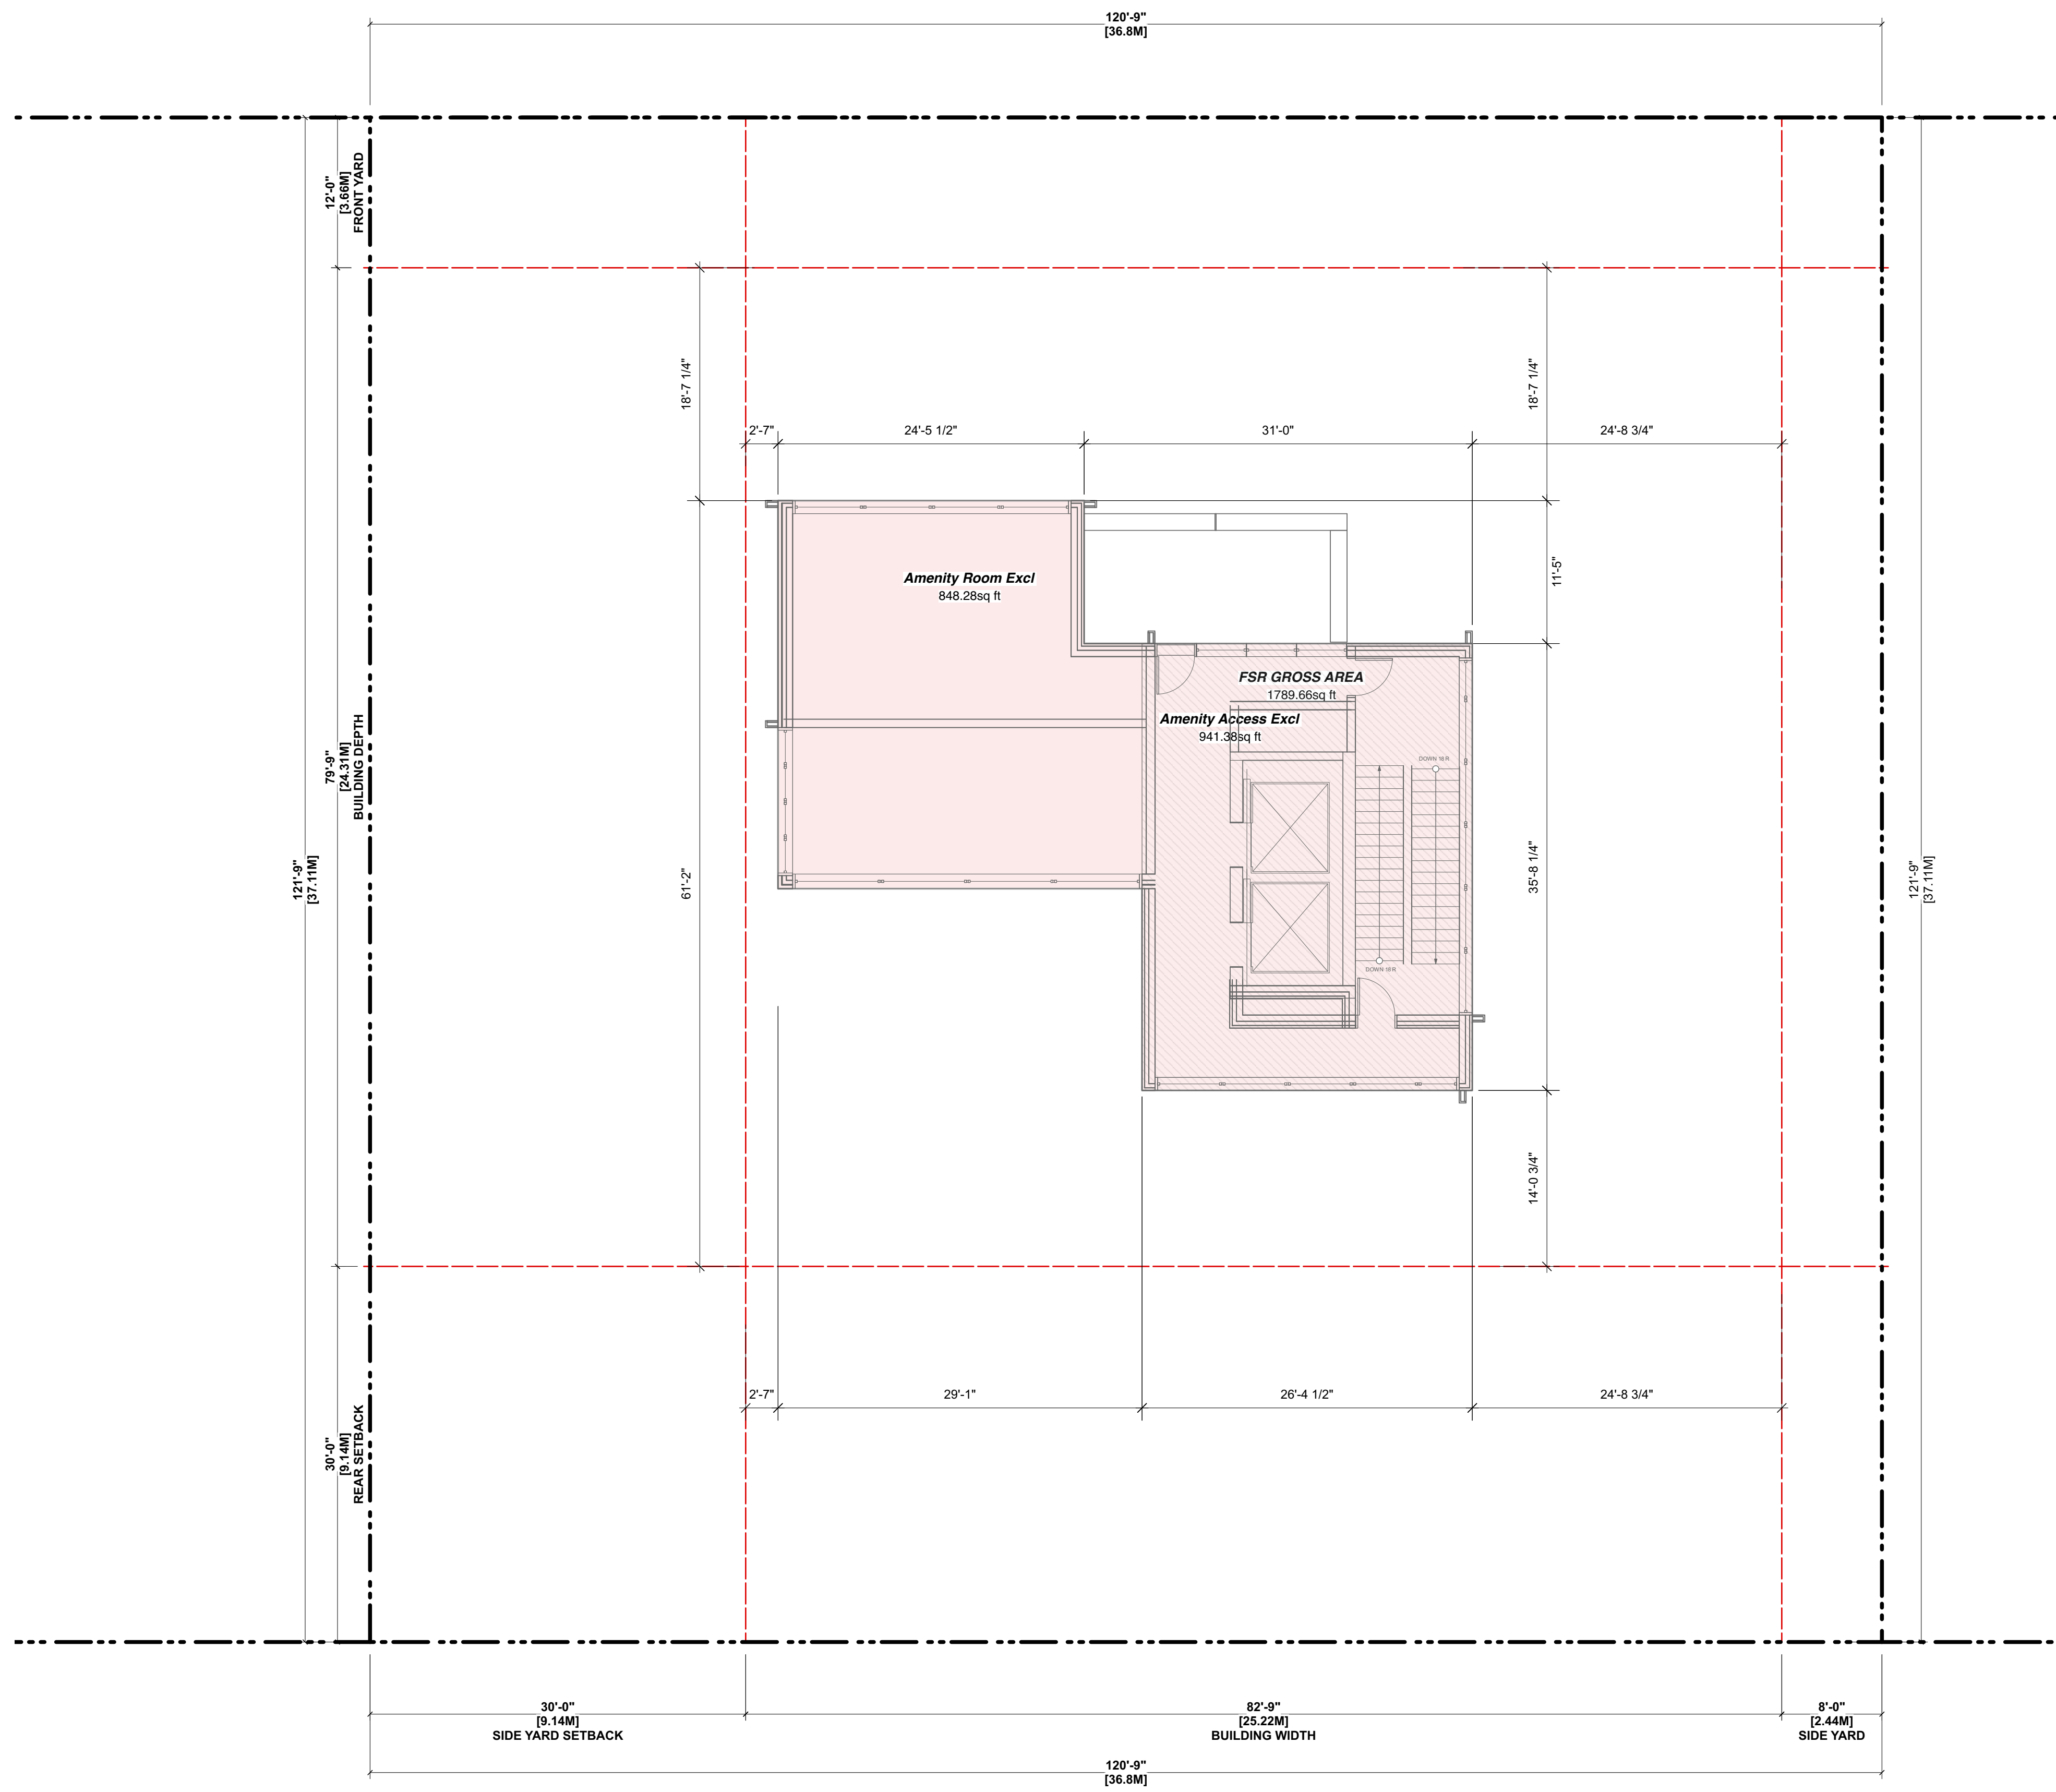 120'-9"
[36.8M]
12'-0"
[3.66M]
FRONT YARD
18'-7 1/4"
18'-7 1/4"
2'-7"
24'-5 1/2"
31'-0"
24'-8 3/4"
11'-5"
Amenity Room Excl
848.28sq ft
FSR GROSS AREA
1789.66sq ft
Amenity Access Excl
941.38sq ft
DOWN 18 R
DOWN 18 R
79'-9"
[24.31M]
BUILDING DEPTH
121'-9"
[37.11M]
61'-2"
35'-8 1/4"
121'-9"
[37.11M]
14'-0 3/4"
2'-7"
29'-1"
26'-4 1/2"
24'-8 3/4"
30'-0"
[9.14M]
REAR SETBACK
30'-0"
[9.14M]
SIDE YARD SETBACK
82'-9"
[25.22M]
BUILDING WIDTH
8'-0"
[2.44M]
SIDE YARD
120'-9"
[36.8M]